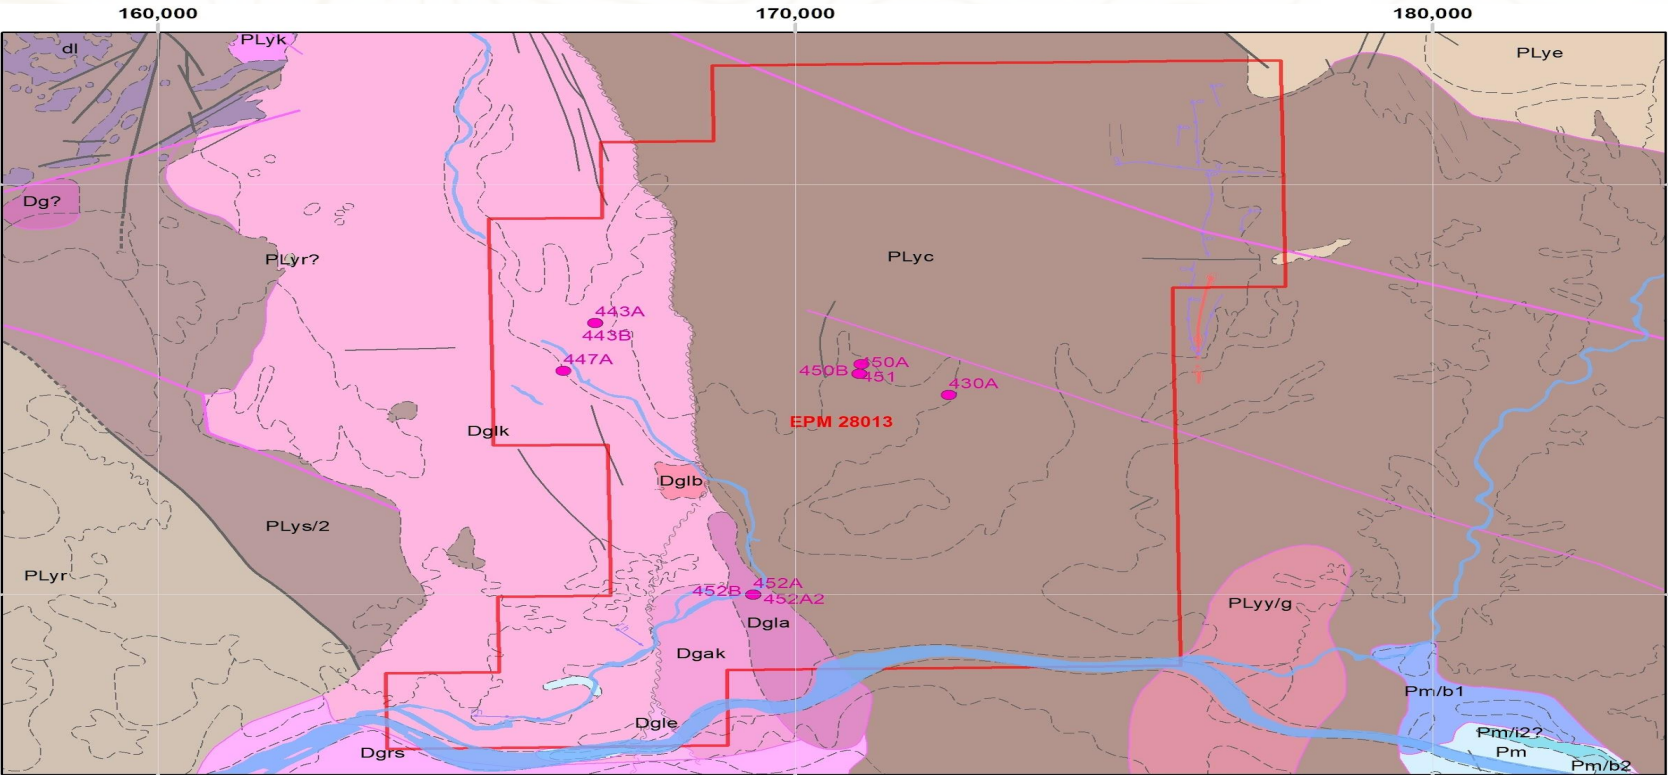 160,000
170,000
180,000
dl
PLyk
PLye
Dg?
PLyr?
PLyc
443A
443B
447A
450A
450B
451
430A
EPM 28013
Dglk
Dglb
PLys/2
PLyr
452A
452B
452A2
PLyy/g
Dgla
Dgak
Pm/b1
Dgle
Dgrs
Pm/i2?
Pm
Pm/b2